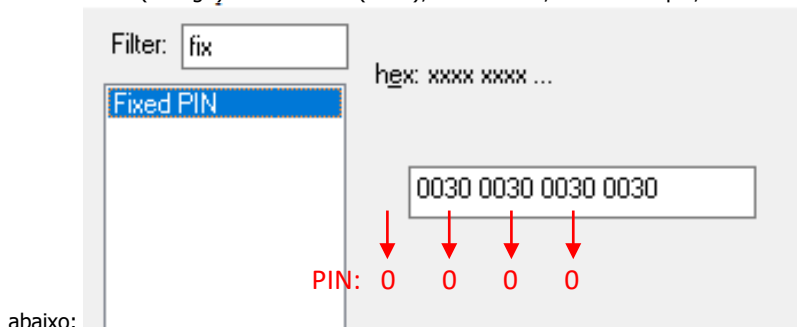 Filter: fix
hex: xxxx xxxx ...
Fixed PIN
0030 0030 0030 0030
PIN: 0 0 0 0
abaixo: